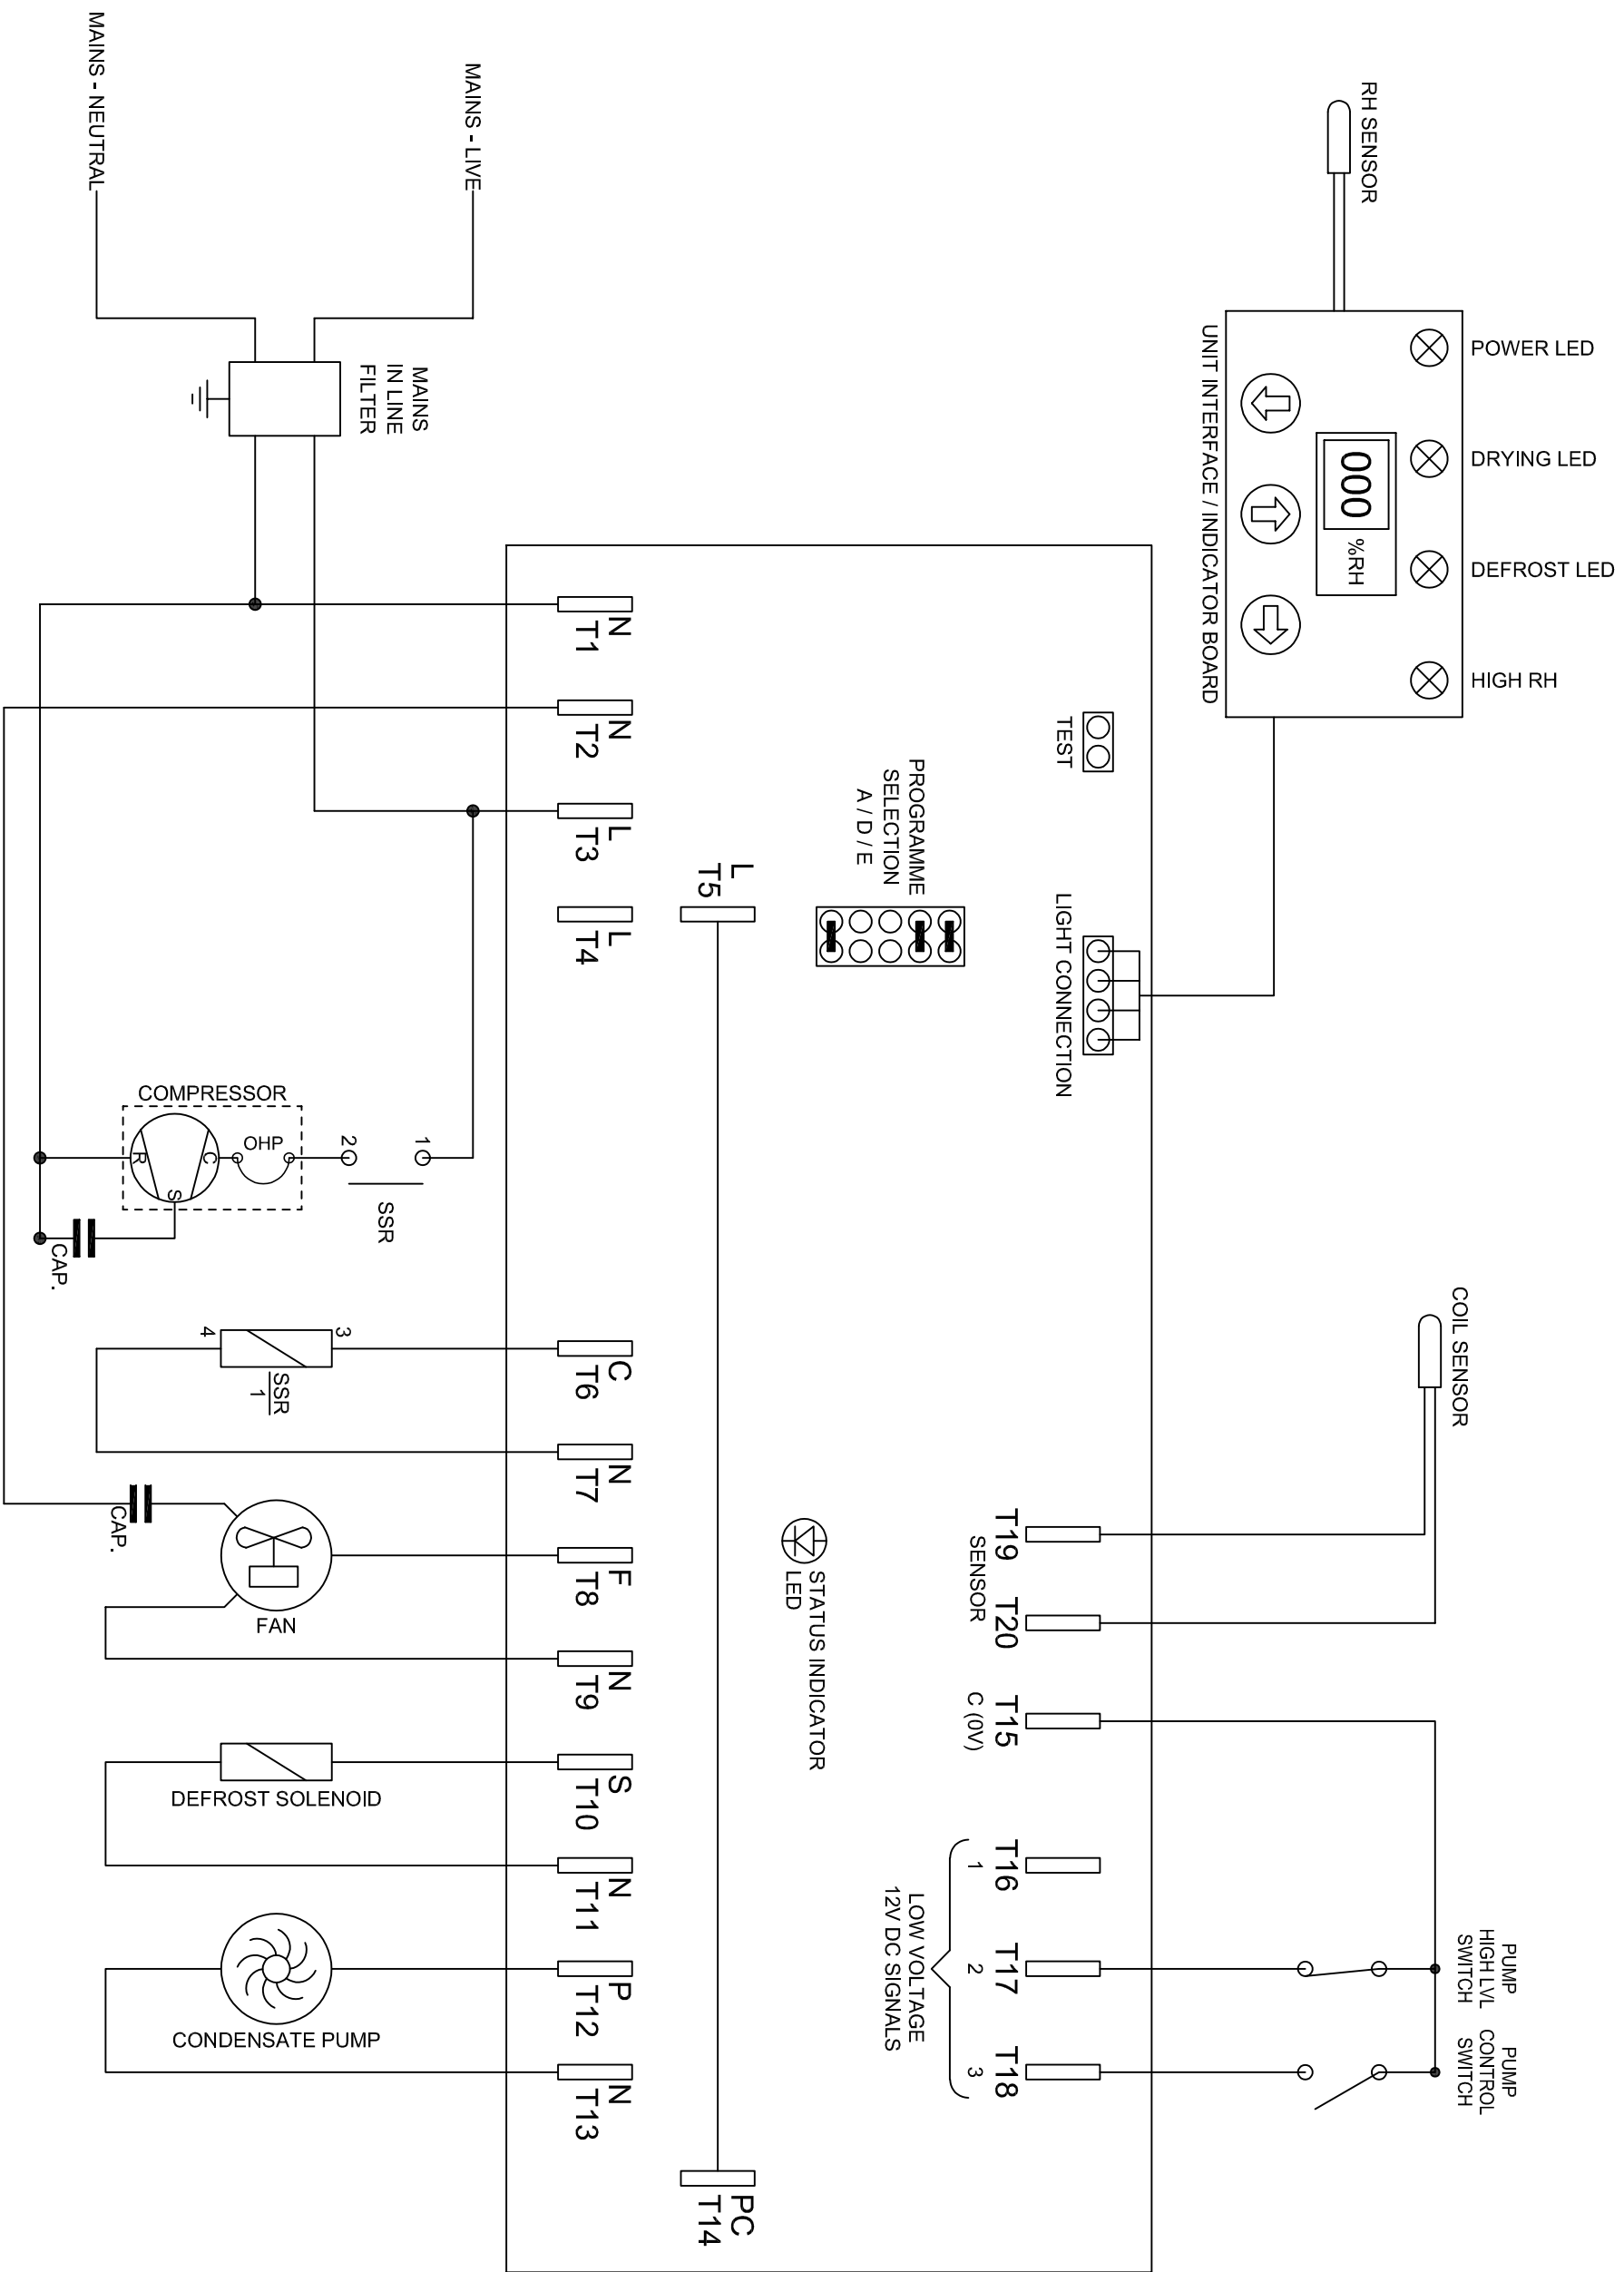 MAINS - NEUTRAL
MAINS - LIVE
MAINS
IN LINE
FILTER
RH SENSOR
POWER LED
DRYING LED
DEFROST LED
HIGH RH
000
%RH
UNIT INTERFACE / INDICATOR BOARD
N
T1
N
T2
L
T3
L
T4
L
T5
TEST
PROGRAMME
SELECTION
A / D / E
LIGHT CONNECTION
COMPRESSOR
OHP
R
C
S
2
1
SSR
CAP.
4
3
SSR
1
C
T6
N
T7
CAP.
FAN
F
T8
N
T9
STATUS INDICATOR
LED
DEFROST SOLENOID
S
T10
N
T11
CONDENSATE PUMP
P
T12
N
T13
PC
T14
COIL SENSOR
T19
T20
SENSOR
T15
C (0V)
T16
1
T17
2
T18
3
LOW VOLTAGE
12V DC SIGNALS
PUMP
HIGH LVL
SWITCH
PUMP
CONTROL
SWITCH